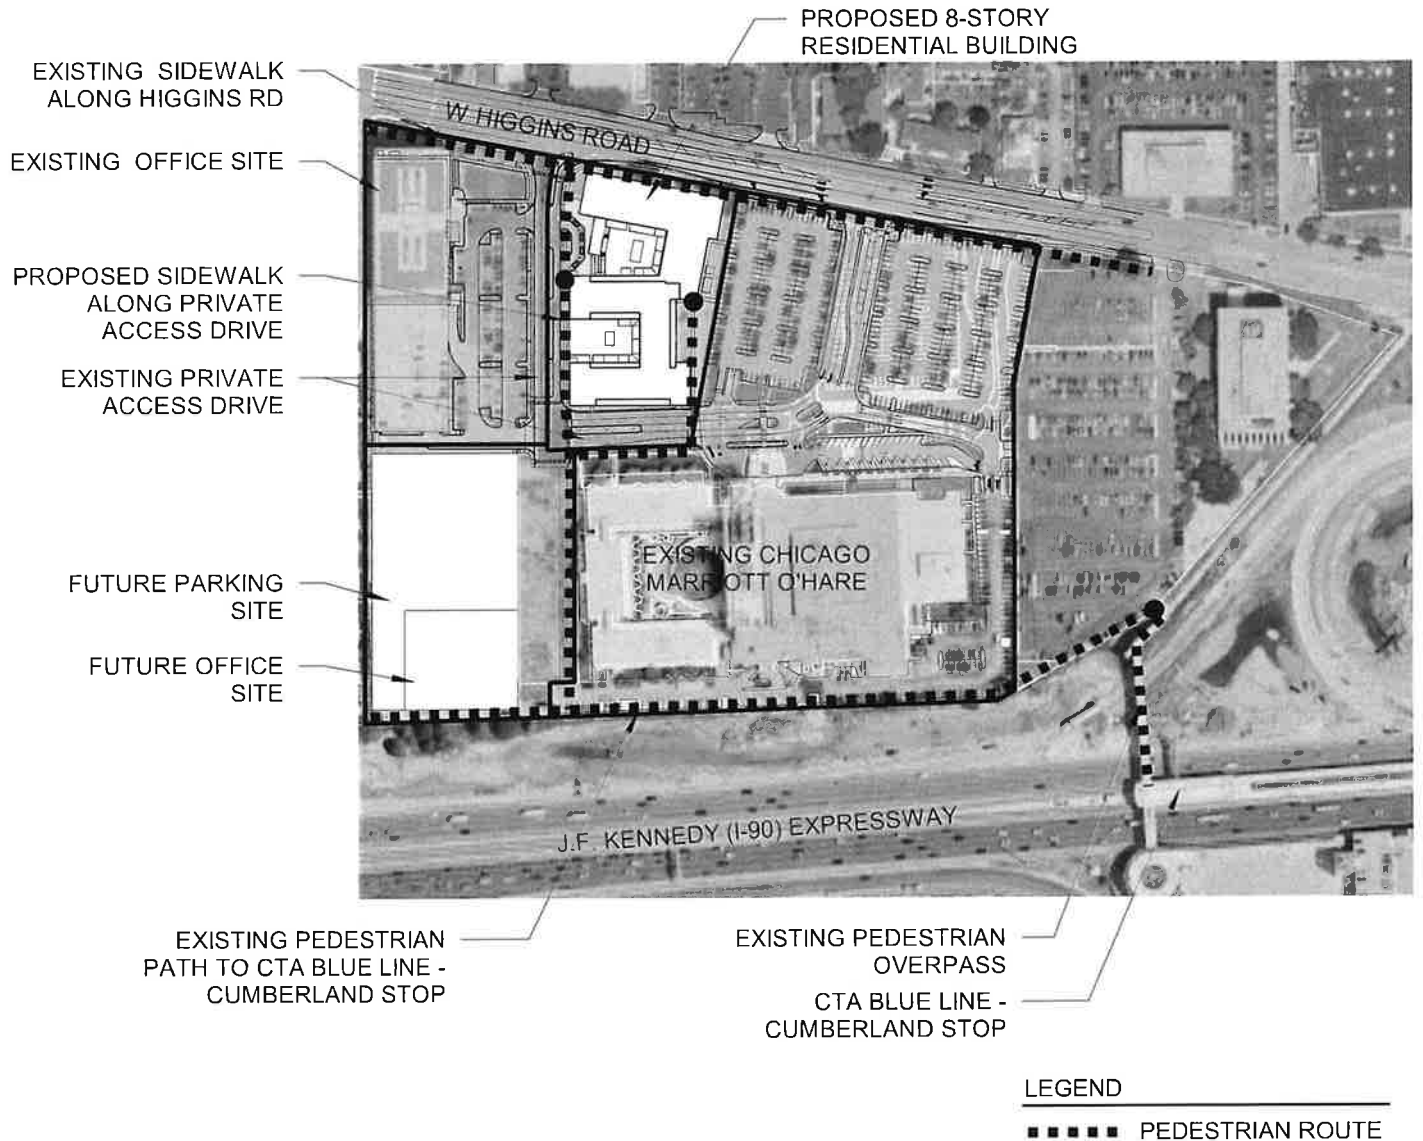 PROPOSED 8-STORY
RESIDENTIAL BUILDING
EXISTING SIDEWALK
ALONG HIGGINS RD
W HIGGINS ROAD
EXISTING OFFICE SITE
PROPOSED SIDEWALK
ALONG PRIVATE
ACCESS DRIVE
EXISTING PRIVATE
ACCESS DRIVE
EXISTING CHICAGO
MARRIOTT O'HARE
FUTURE PARKING
SITE
FUTURE OFFICE
SITE
J.F. KENNEDY (I-90) EXPRESSWAY
EXISTING PEDESTRIAN
PATH TO CTA BLUE LINE -
CUMBERLAND STOP
EXISTING PEDESTRIAN
OVERPASS
CTA BLUE LINE -
CUMBERLAND STOP
LEGEND
PEDESTRIAN ROUTE